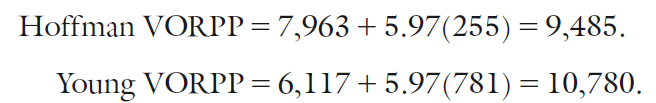 Hoffman VORPP = 7,963 + 5.97(255) = 9,485.
Young VORPP = 6,117 + 5.97(781) = 10,780.